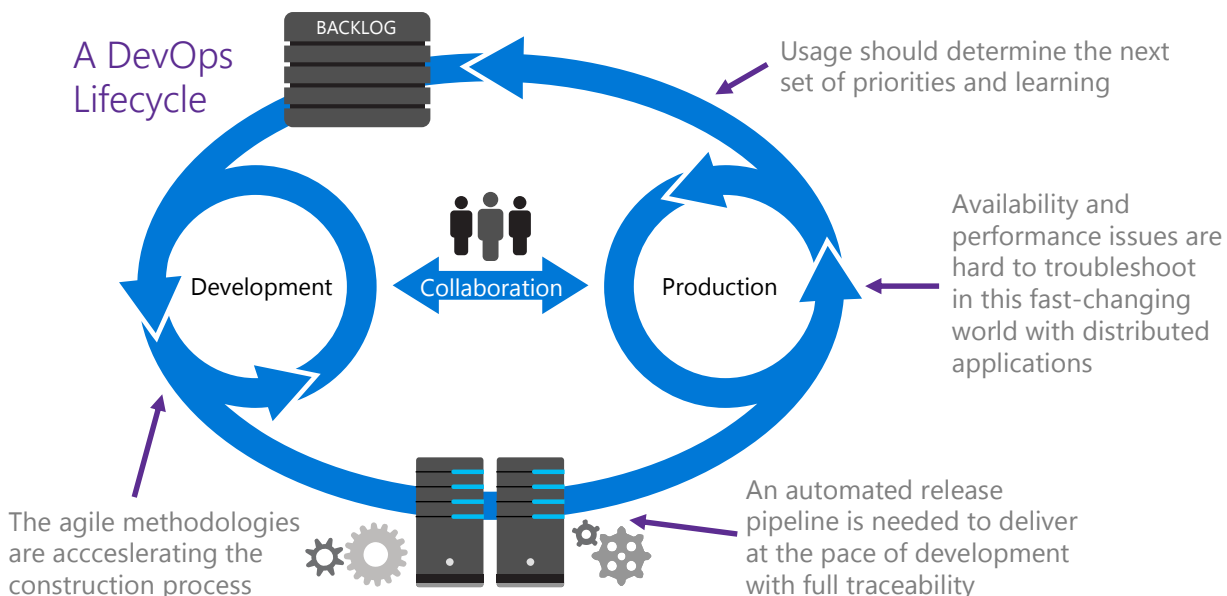 A DevOps
Lifecycle
BACKLOG
Usage should determine the next
set of priorities and learning
Development
Collaboration
Production
Availability and
performance issues are
hard to troubleshoot
in this fast-changing
world with distributed
applications
The agile methodologies
are accceslerating the
construction process
An automated release
pipeline is needed to deliver
at the pace of development
with full traceability